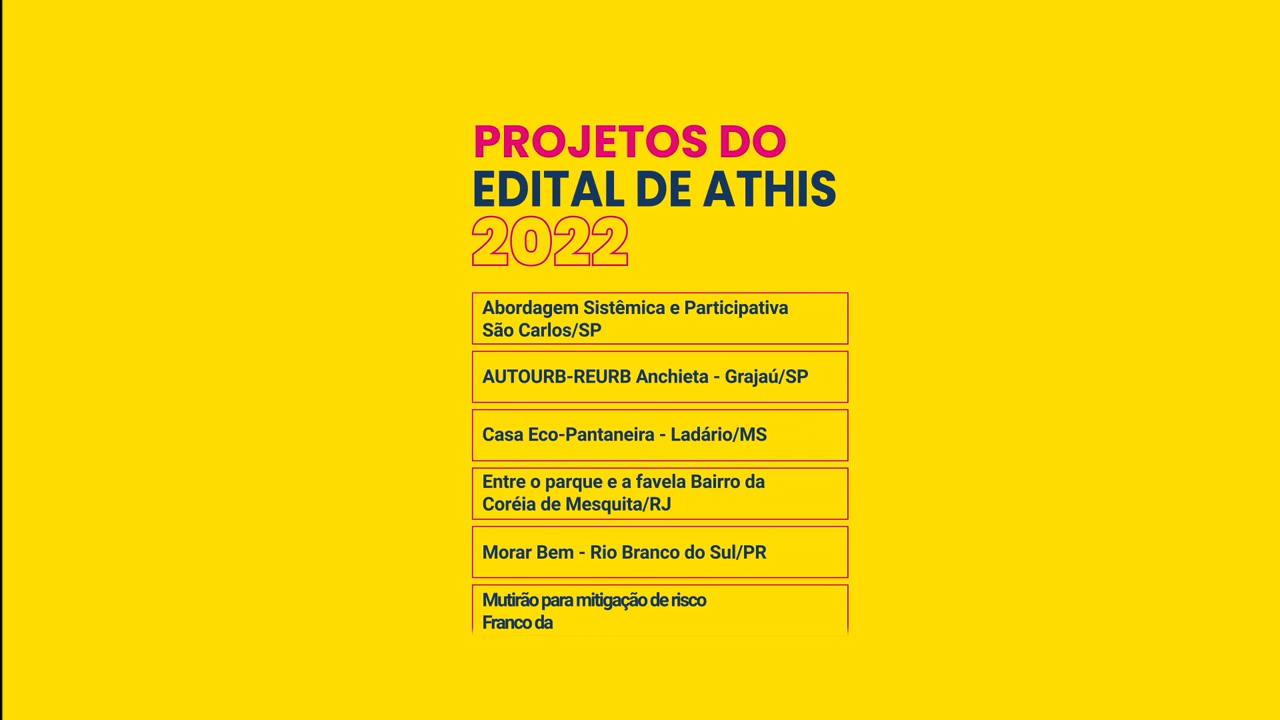 PROJETOS DO
EDITAL DE ATHIS
2022
Abordagem Sistêmica e Participativa
São Carlos/SP
AUTOURB-REURB Anchieta - Grajaú/SP
Casa Eco-Pantaneira - Ladário/MS
Entre o parque e a favela Bairro da
Coréia de Mesquita/RJ
Morar Bem - Rio Branco do Sul/PR
Mutirão para mitigação de risco
Franco da